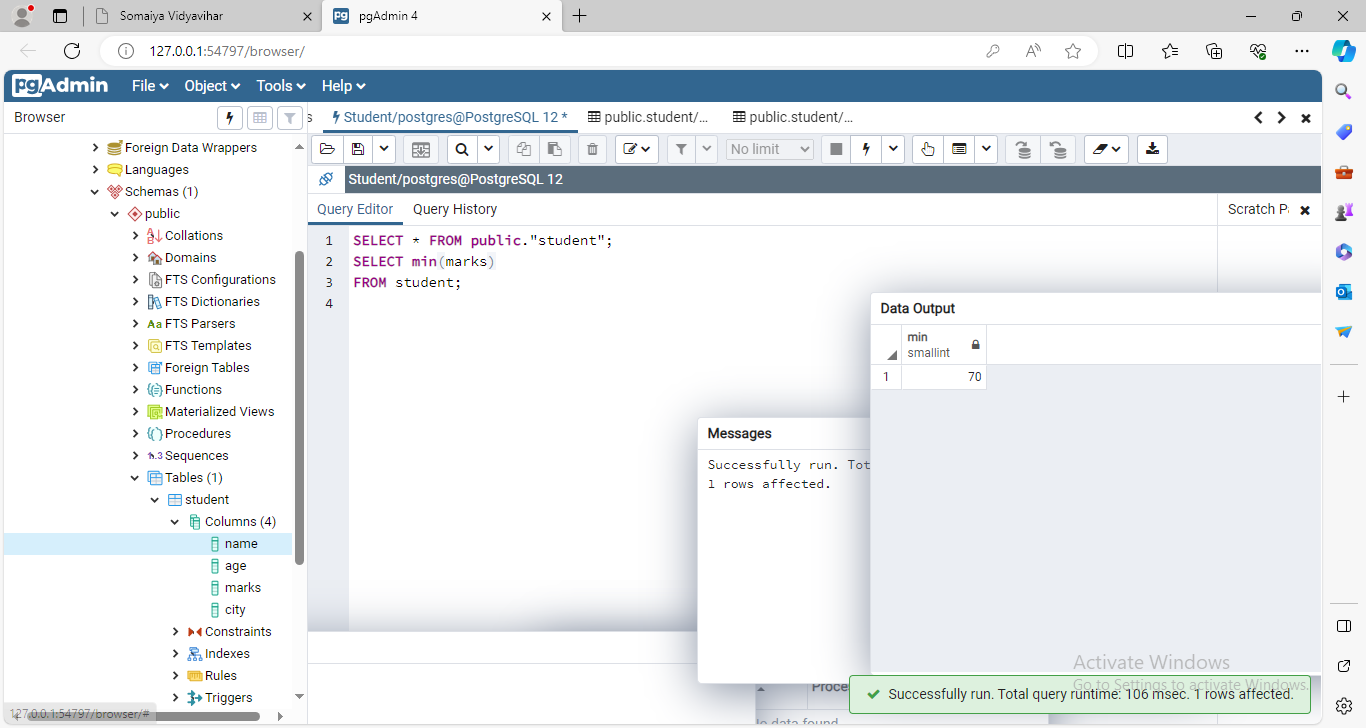 Somaiya Vidyavihar
pgAdmin 4
127.0.0.1:54797/browser/
pgAdmin File Object Tools Help
Browser
s Student/postgres@PostgreSQL 12 * public.student/... public.student/...
No limit
Student/postgres@PostgreSQL 12
Query Editor Query History
Scratch P
Foreign Data Wrappers
Languages
Schemas (1)
public
Collations
Domains
FTS Configurations
FTS Dictionaries
Aa FTS Parsers
FTS Templates
Foreign Tables
Functions
Materialized Views
Procedures
1..3 Sequences
Tables (1)
student
Columns (4)
name
age
marks
city
Constraints
Indexes
Rules
Triggers
127.0.0.1:54797/browser/#
1 SELECT * FROM public."student";
2 SELECT min(marks)
3 FROM student;
4
Data Output
min
smallint
1 70
Messages
Successfully run. Tot
1 rows affected.
Proce
lo data found
Activate Windows
Go to Settings to activate Windows.
Successfully run. Total query runtime: 106 msec. 1 rows affected.